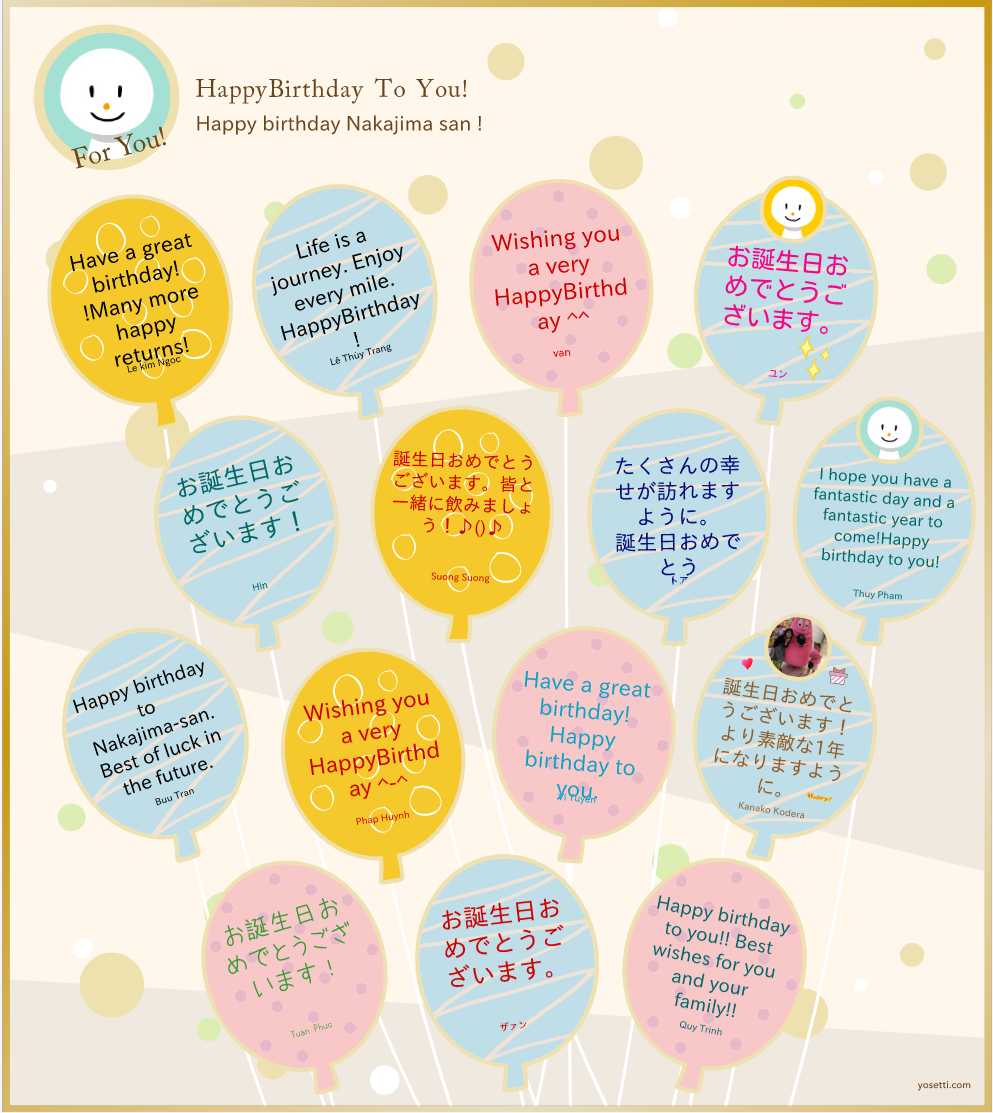 HappyBirthday To You!
Happy birthday Nakajima san !
For You!
Have a great
birthday!
!Many more
happy
returns!
Le kim Ngoc
Life is a
journey. Enjoy
every mile.
HappyBirthday
!
Lê Thùy Trang
Wishing you
a very
HappyBirthd
ay ^^
van
お誕生日お
めでとうご
ざいます。
ユン
お誕生日お
めでとうご
ざいます！
Hin
誕生日おめでとう
ございます。皆と
一緒に飲みましょ
う！♪()♪
Suong Suong
たくさんの幸
せが訪れます
ように。
誕生日おめで
とう
トア
I hope you have a
fantastic day and a
fantastic year to
come!Happy
birthday to you!
Thuy Pham
Happy birthday
to
Nakajima-san.
Best of luck in
the future.
Buu Tran
Wishing you
a very
HappyBirthd
ay ^-^
Phap Huynh
Have a great
birthday!
Happy
birthday to
you.
Tuyen
誕生日おめでと
うございます！
より素敵な1年
になりますよう
に。
Happy!
Kanako Kodera
お誕生日お
めでとうござ
います！
Tuan Phuc
お誕生日お
めでとうご
ざいます。
ザァン
Happy birthday
to you!! Best
wishes for you
and your
family!!
Quy Trinh
yosetti.com